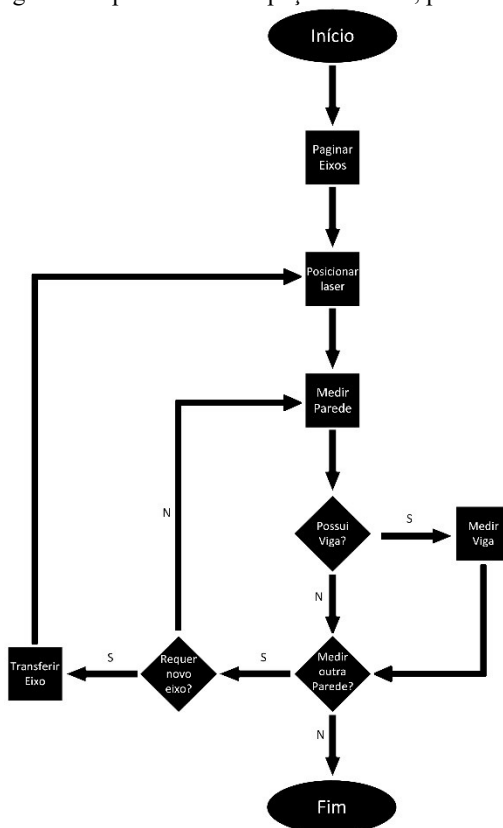 Início
Paginar
Eixos
Posicionar
laser
Medir
Parede
N
Possui
Viga?
S
Medir
Viga
N
Transferir
Eixo
S
Requer
novo
eixo?
S
Medir
outra
Parede?
N
Fim